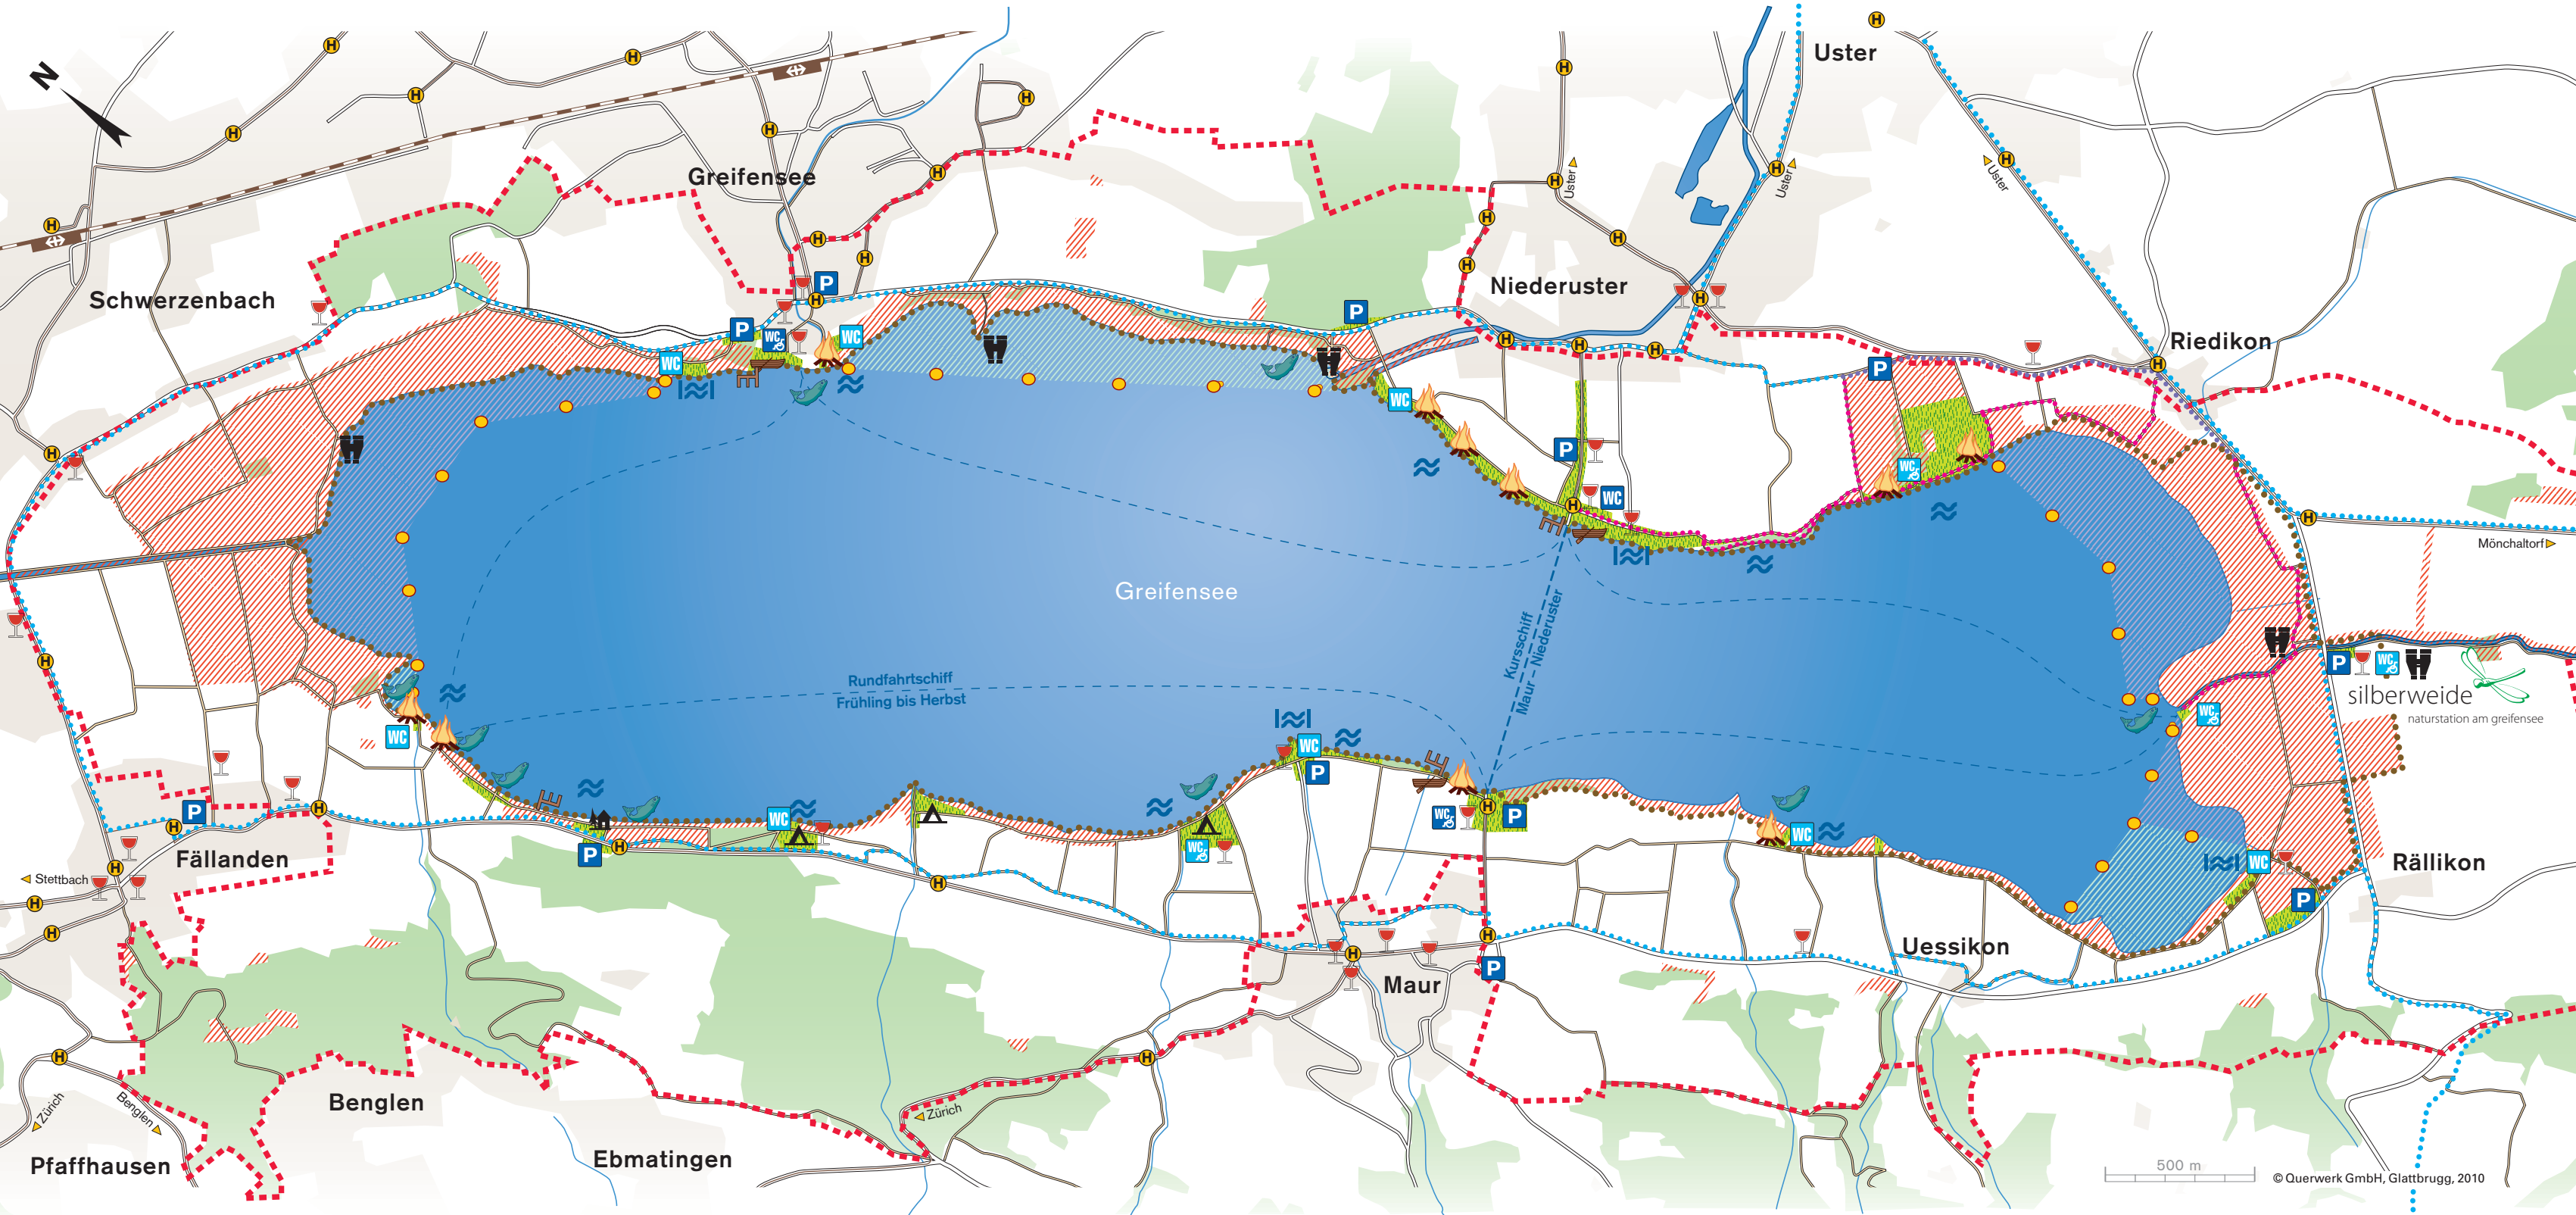 N
Uster
Greifensee
Uster
Uster
Uster
Schwerzenbach
Niederuster
Riedikon
H
P
WC
Mönchaltorf
Greifensee
Kursschiff
Maur – Niederuster
Rundfahrtschiff
Frühling bis Herbst
silberweide
naturstation am greifensee
Fällanden
Stettbach
Rällikon
Uessikon
Maur
Zürich
Benglen
Benglen
Zürich
Pfaffhausen
Ebmatingen
500 m
© Querwerk GmbH, Glattbrugg, 2010